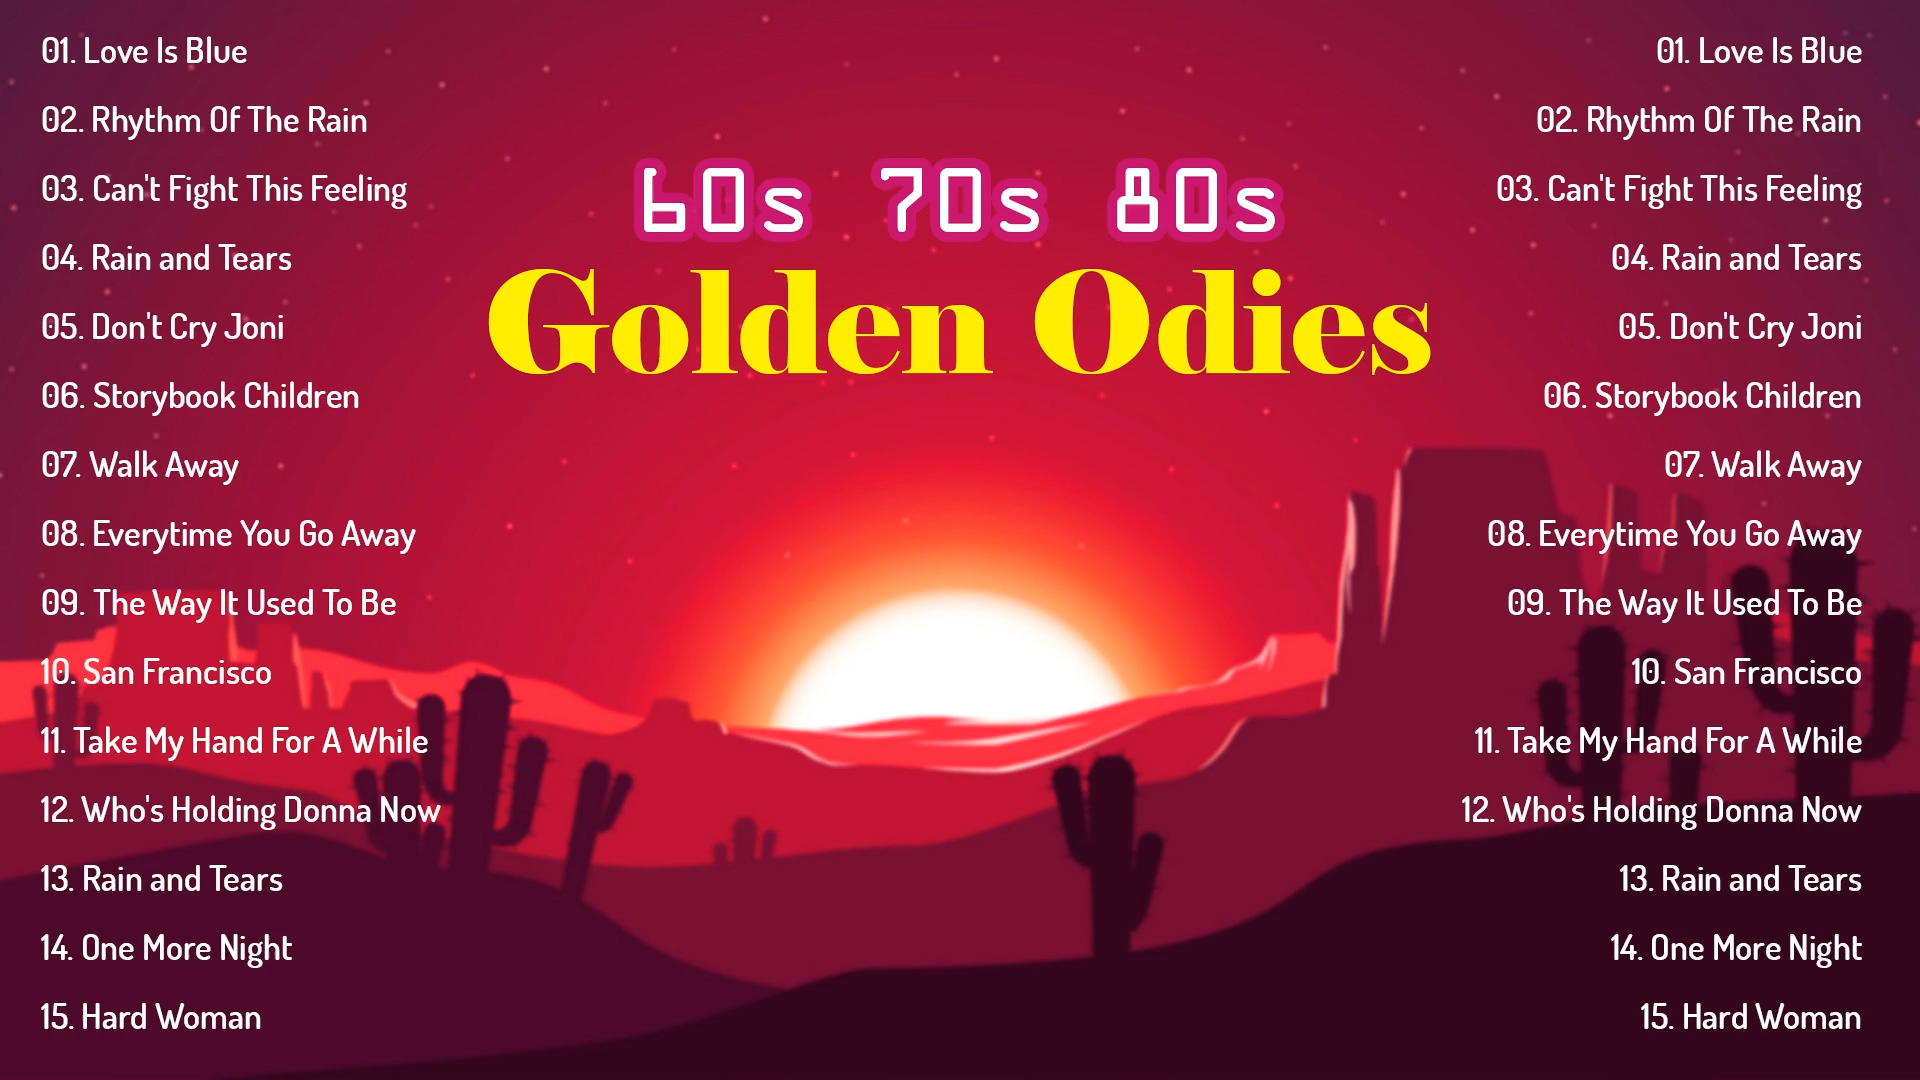 01. Love Is Blue
02. Rhythm Of The Rain
03. Can't Fight This Feeling
04. Rain and Tears
05. Don't Cry Joni
06. Storybook Children
07. Walk Away
08. Everytime You Go Away
09. The Way It Used To Be
10. San Francisco
11. Take My Hand For A While
12. Who's Holding Donna Now
13. Rain and Tears
14. One More Night
15. Hard Woman
60s 70s 80s
Golden Odies
01. Love Is Blue
02. Rhythm Of The Rain
03. Can't Fight This Feeling
04. Rain and Tears
05. Don't Cry Joni
06. Storybook Children
07. Walk Away
08. Everytime You Go Away
09. The Way It Used To Be
10. San Francisco
11. Take My Hand For A While
12. Who's Holding Donna Now
13. Rain and Tears
14. One More Night
15. Hard Woman